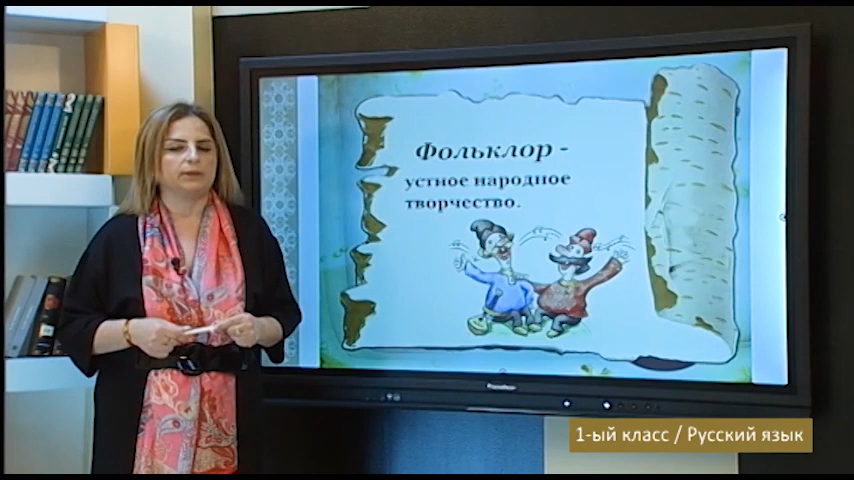 Фольклор -
устное народное
творчество.
1-ый класс / Русский язык